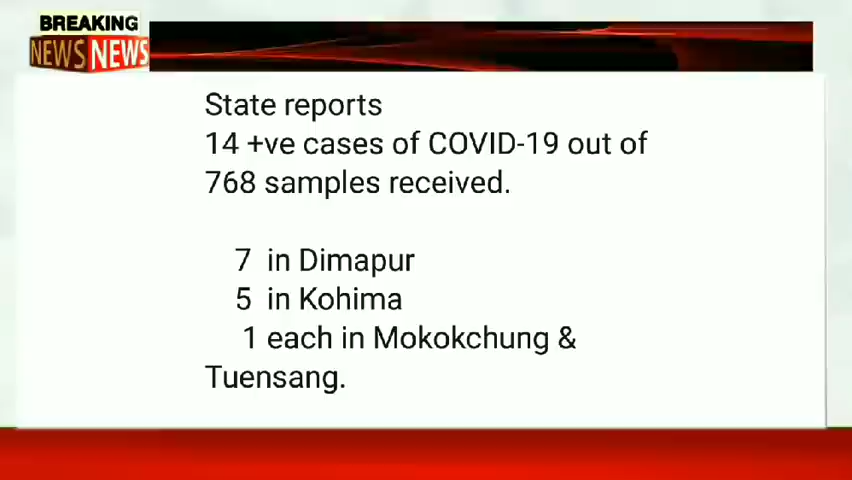 BREAKING
NEWS NEWS
State reports
14 +ve cases of COVID-19 out of
768 samples received.
7 in Dimapur
5 in Kohima
1 each in Mokokchung &
Tuensang.